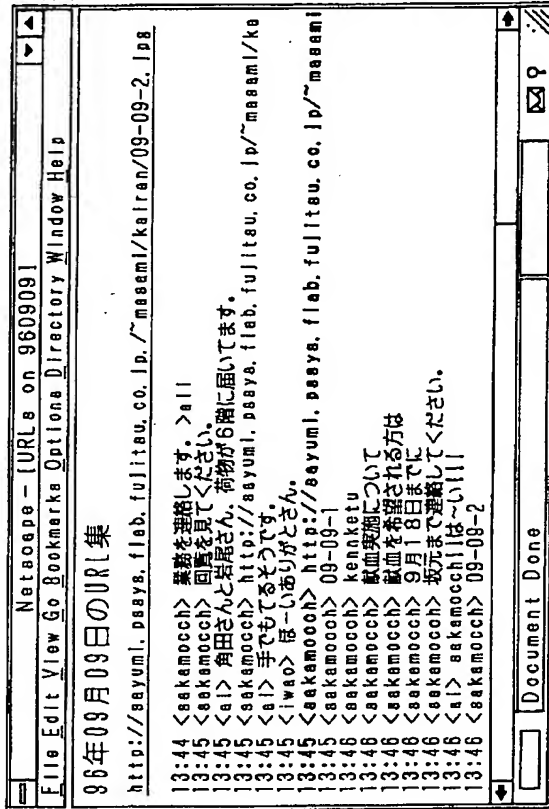 Netscape - [URLs on 960909]
File Edit View Go Bookmarks Options Directory Window Help
96年09月09日のURL集
http://sayumi.psaya.flab.fujitsu.co.jp./~masami/kairan/09-09-2.jpg
13:44 <sakamocch> 業務を連絡します。>all
13:45 <sakamocch> 回覧を見てください。
13:45 <ai> 角田さんと岩尾さん、荷物が6階に届いてます。
13:45 <sakamocch> http://sayumi.psaya.flab.fujitsu.co.jp/~masami/ka
13:45 <ai> 手でもてるそうです。
13:45 <iwao> ほーいありがとさん。
13:45 <sakamocch> http://sayumi.psaya.flab.fujitsu.co.jp/~masami
13:45 <sakamocch> 09-09-1
13:46 <sakamocch> kennketu
13:46 <sakamocch> 献血実施について
13:46 <sakamocch> 献血を希望される方は
13:46 <sakamocch> 9月18日までに
13:46 <sakamocch> 坂元まで連絡してください。
13:46 <ai> sakamocch||は~い!!!
13:46 <sakamocch> 09-09-2
Document Done